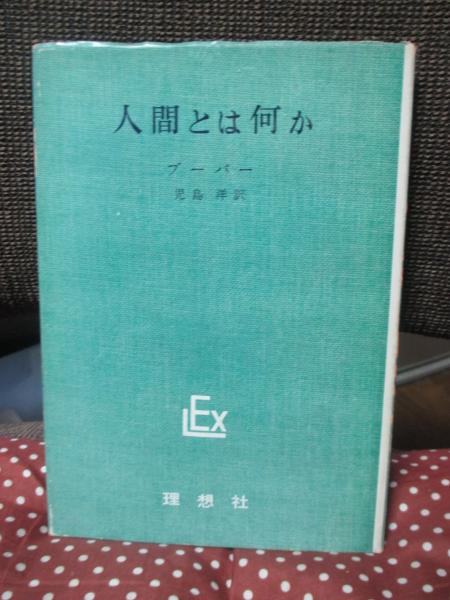 人間とは何か
ブーバー
児島洋訳
LEx
理想社